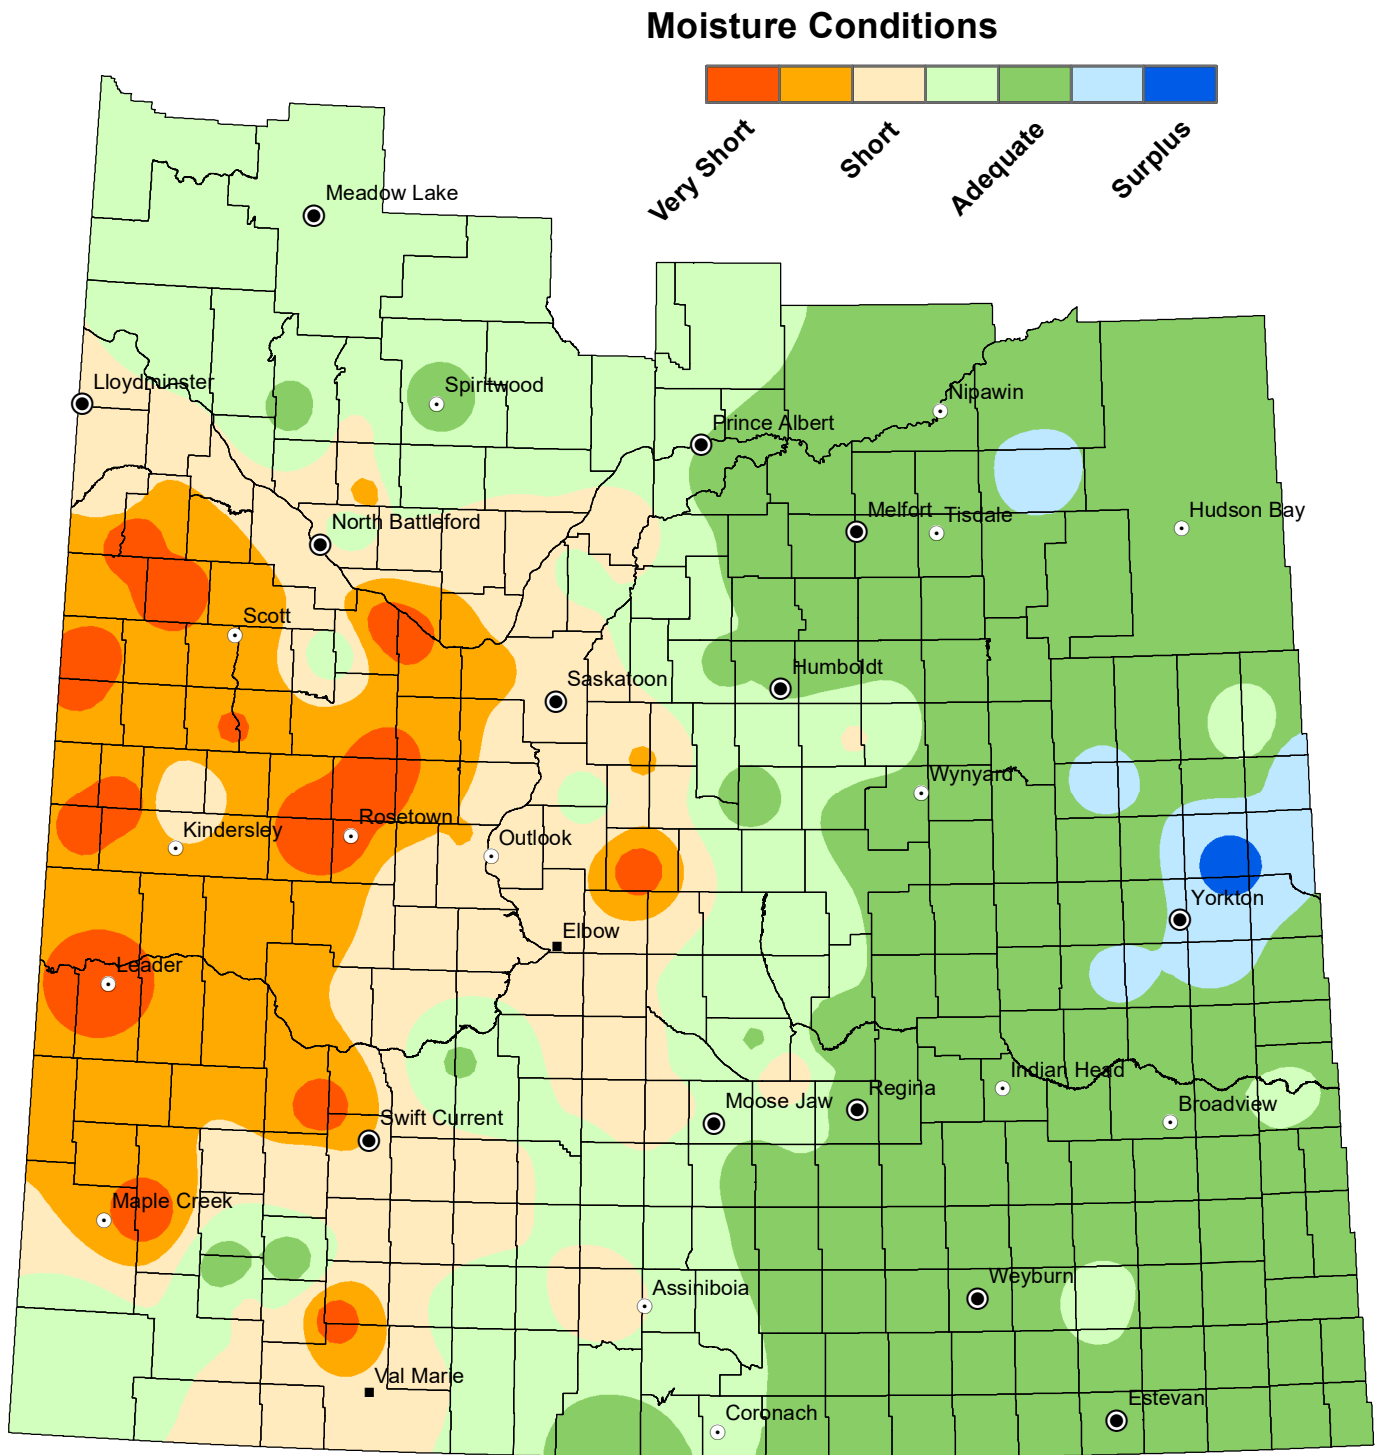 Moisture Conditions
Very Short
Short
Adequate
Surplus
Meadow Lake
Lloydminster
Spiritwood
Nipawin
Prince Albert
Melfort
Tisdale
Hudson Bay
North Battleford
Scott
Humboldt
Saskatoon
Wynyard
Rosetown
Kindersley
Outlook
Yorkton
Elbow
Leader
Indian Head
Regina
Moose Jaw
Broadview
Swift Current
Maple Creek
Weyburn
Assiniboia
Val Marie
Estevan
Coronach